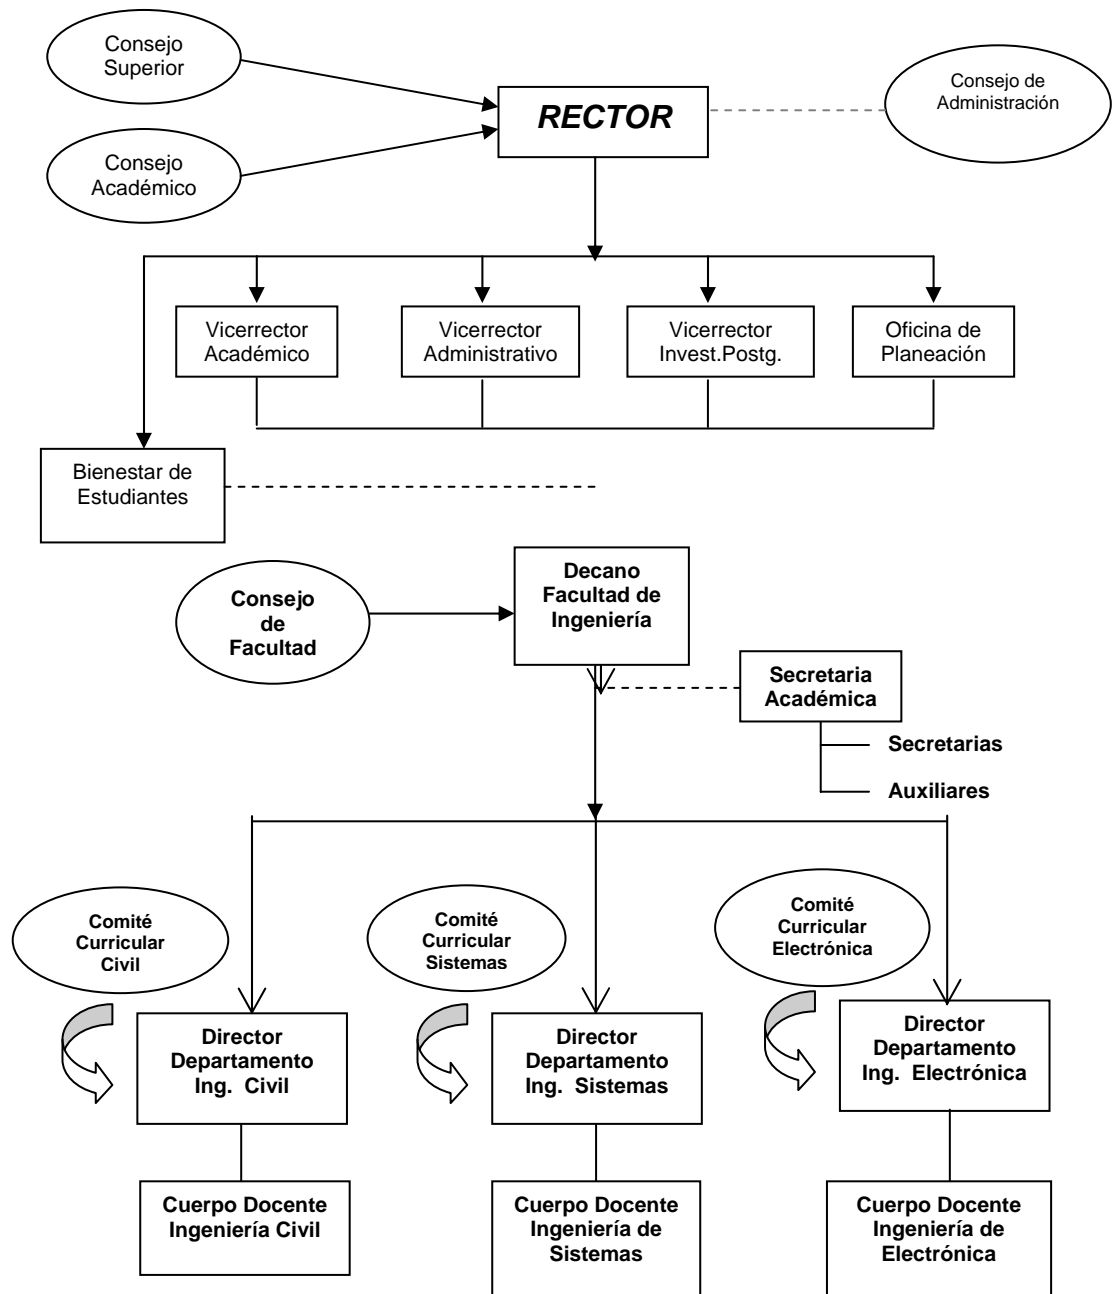 Consejo
Superior
RECTOR
Consejo de
Administración
Consejo
Académico
Vicerrector
Académico
Vicerrector
Administrativo
Vicerrector
Invest.Postg.
Oficina de
Planeación
Bienestar de
Estudiantes
Consejo
de
Facultad
Decano
Facultad de
Ingeniería
Secretaria
Académica
Secretarias
Auxiliares
Comité
Curricular
Civil
Comité
Curricular
Sistemas
Comité
Curricular
Electrónica
Director
Departamento
Ing. Civil
Director
Departamento
Ing. Sistemas
Director
Departamento
Ing. Electrónica
Cuerpo Docente
Ingeniería Civil
Cuerpo Docente
Ingeniería de
Sistemas
Cuerpo Docente
Ingeniería de
Electrónica